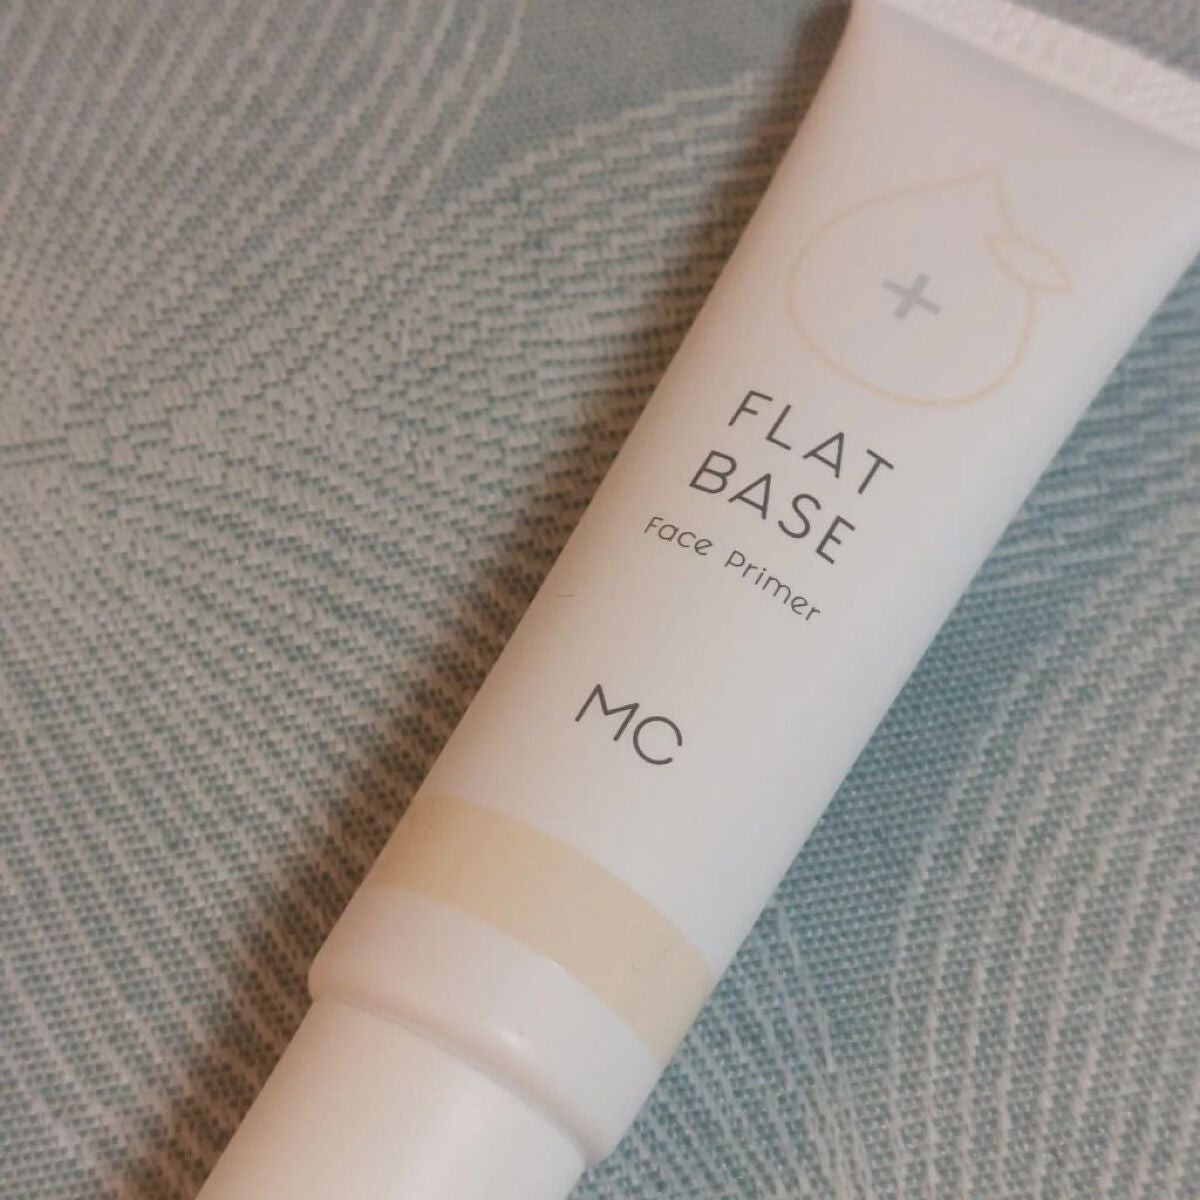 +
FLAT
BASE
Face Primer
MC